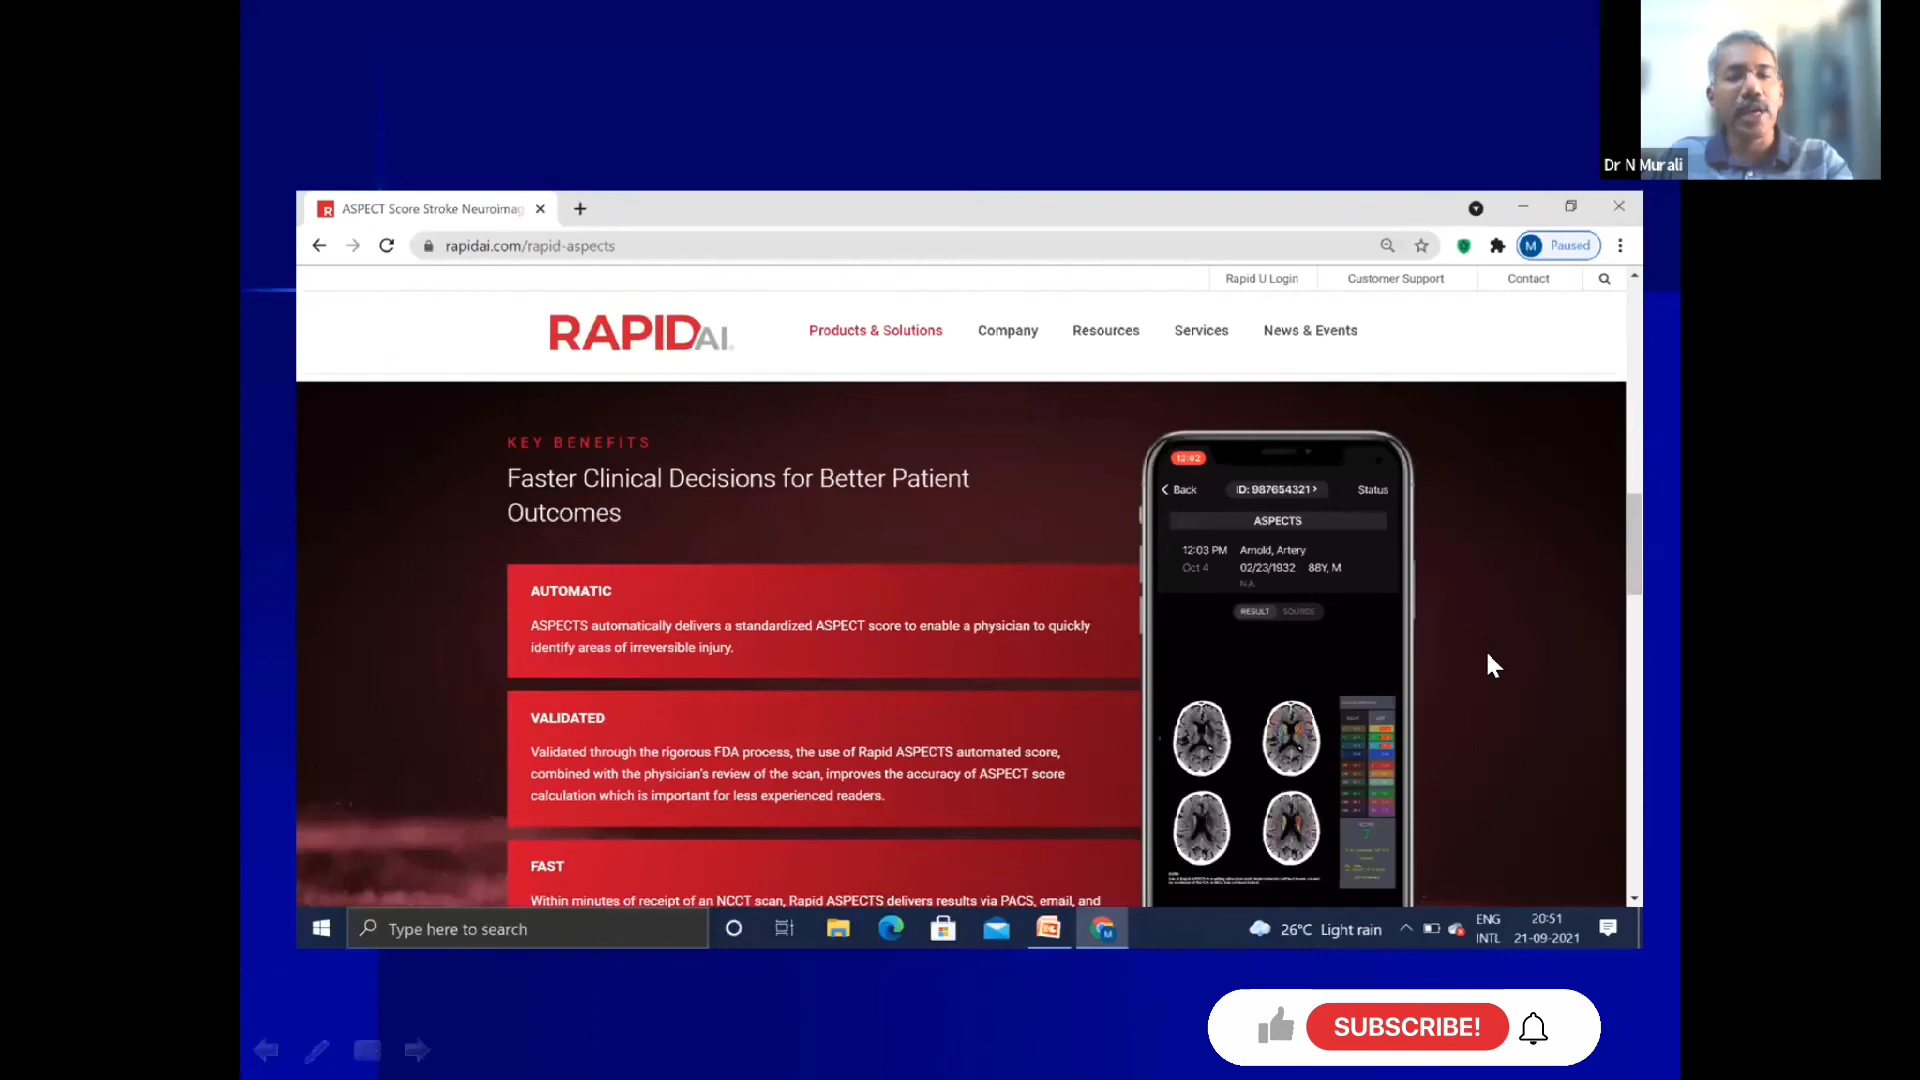 Dr N Murali
ASPECT Score Stroke Neuroimag
rapidai.com/rapid-aspects
M Paused
Rapid U Login Customer Support Contact
RAPIDAI
Products & Solutions Company Resources Services News & Events
KEY BENEFITS
Faster Clinical Decisions for Better Patient
Outcomes
AUTOMATIC
ASPECTS automatically delivers a standardized ASPECT score to enable a physician to quickly
identify areas of irreversible injury.
VALIDATED
Validated through the rigorous FDA process, the use of Rapid ASPECTS automated score,
combined with the physician's review of the scan, improves the accuracy of ASPECT score
calculation which is important for less experienced readers.
FAST
Within minutes of receipt of an NCCT scan, Rapid ASPECTS delivers results via PACS, email, and
12:02
Back ID: 987654321 Status
ASPECTS
12:03 PM Arnold, Artery
Oct 4 02/23/1932 88Y, M
N.A.
RESULT SOURCE
Type here to search
26°C Light rain
ENG
INTL
20:51
21-09-2021
SUBSCRIBE!